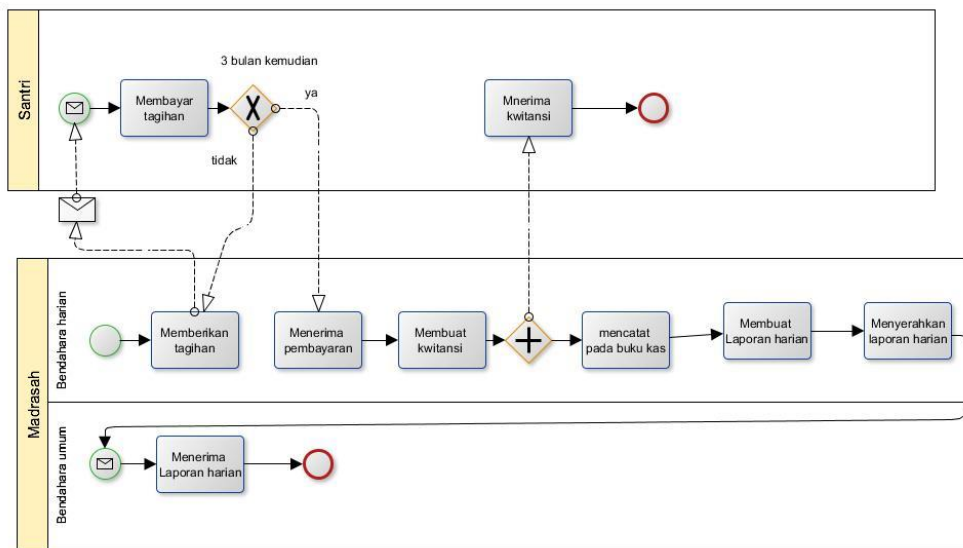 Santri
3 bulan kemudian
Membayar
tagihan
ya
tidak
Mnerima
kwitansi
Madrasah
Bendahara harian
Memberikan
tagihan
Menerima
pembayaran
Membuat
kwitansi
mencatat
pada buku kas
Membuat
Laporan harian
Menyerahkan
laporan harian
Bendahara umum
Menerima
Laporan harian